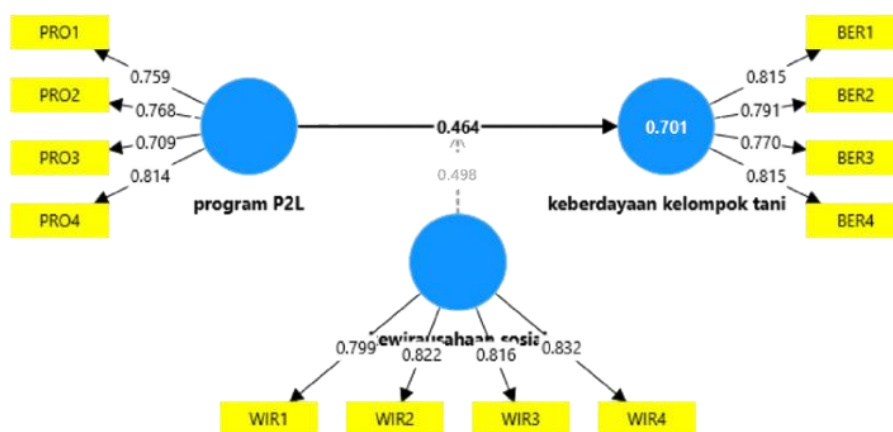 PRO1
PRO2
PRO3
PRO4
0.759
0.768
0.709
0.814
program P2L
0.464
0.498
0.701
keberdayaan kelompok tani
0.815
0.791
0.770
0.815
BER1
BER2
BER3
BER4
kewirausahaan sosial
0.799
0.822
0.816
0.832
WIR1
WIR2
WIR3
WIR4